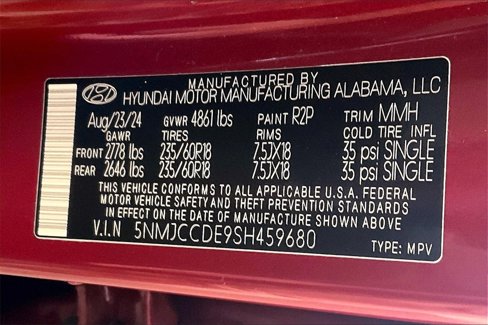 MANUFACTURED BY
HYUNDAI MOTOR MANUFACTURING ALABAMA, LLC
Aug/23/24 GVWR 4861 lbs PAINT R2P TRIM MMH
GAWR TIRES RIMS COLD TIRE INFL
FRONT 2778 lbs 235/60R18 7.5JX18 35 psi SINGLE
REAR 2646 lbs 235/60R18 7.5JX18 35 psi SINGLE
THIS VEHICLE CONFORMS TO ALL APPLICABLE U.S.A. FEDERAL
MOTOR VEHICLE SAFETY AND THEFT PREVENTION STANDARDS
IN EFFECT ON THE DATE OF MANUFACTURE SHOWN ABOVE
V.I.N 5NMJCCDE9SH459680 TYPE: MPV